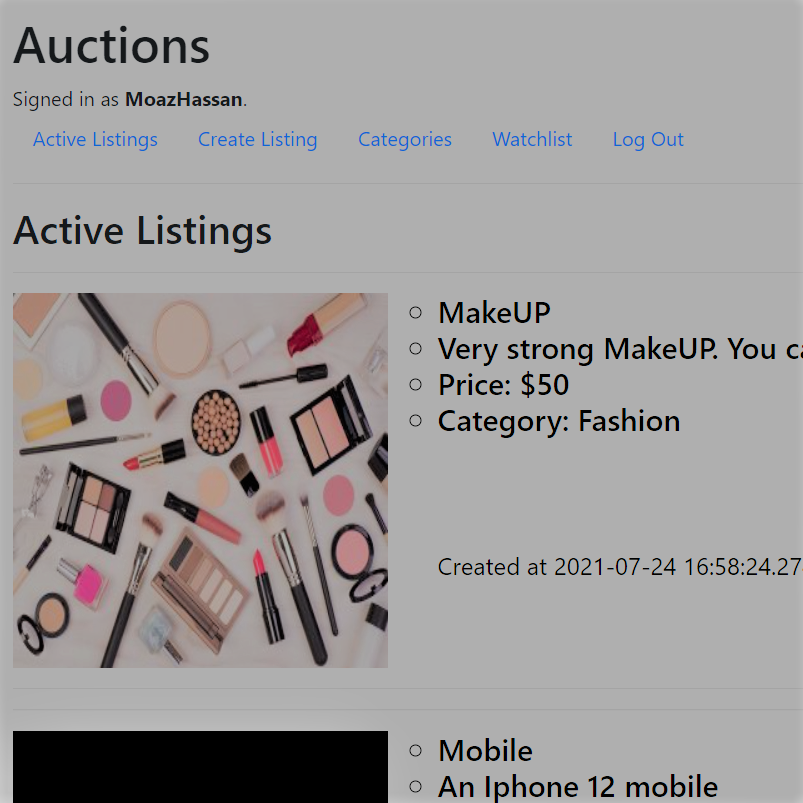 Auctions
Signed in as MoazHassan.
Active Listings Create Listing Categories Watchlist Log Out
Active Listings
MakeUP
Very strong MakeUP. You
Price: $50
Category: Fashion
Created at 2021-07-24 16:58:24.27
Mobile
An Iphone 12 mobile